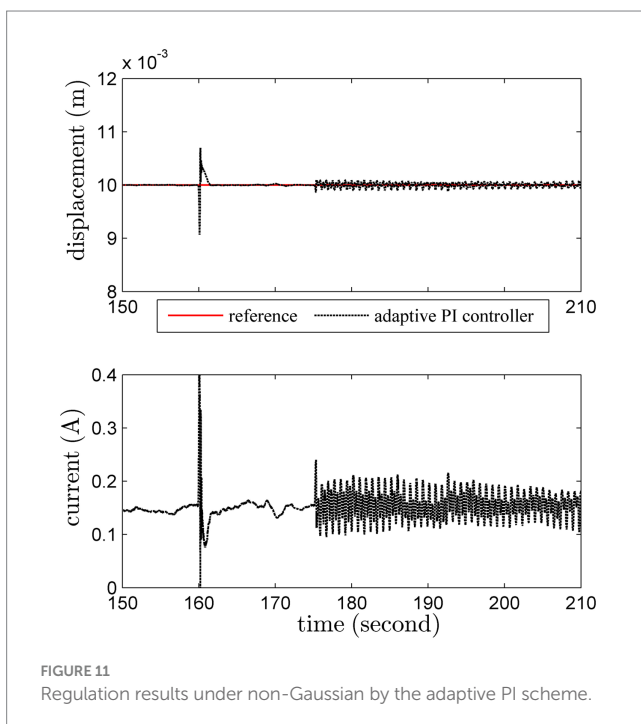 x 10⁻³
12
11
10
9
8
displacement (m)
150 210
reference adaptive PI controller
0.4
0.3
0.2
0.1
0
current (A)
150 160 170 180 190 200 210
time (second)
FIGURE 11
Regulation results under non-Gaussian by the adaptive PI scheme.